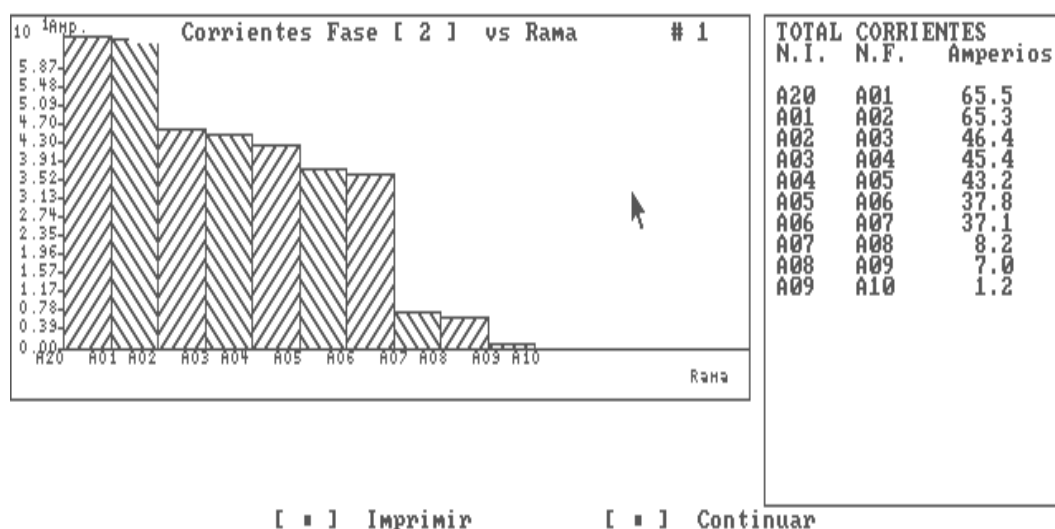 10 1Amp.
Corrientes Fase [ 2 ] vs Rama # 1
5.87
5.48
5.09
4.70
4.30
3.91
3.52
3.13
2.74
2.35
1.96
1.57
1.17
0.78
0.39
0.00
A20 A01 A02 A03 A04 A05 A06 A07 A08 A09 A10
Rama
TOTAL CORRIENTES
N.I. N.F. Amperios
A20 A01 65.5
A01 A02 65.3
A02 A03 46.4
A03 A04 45.4
A04 A05 43.2
A05 A06 37.8
A06 A07 37.1
A07 A08 8.2
A08 A09 7.0
A09 A10 1.2
[ ■ ] Imprimir [ ■ ] Continuar